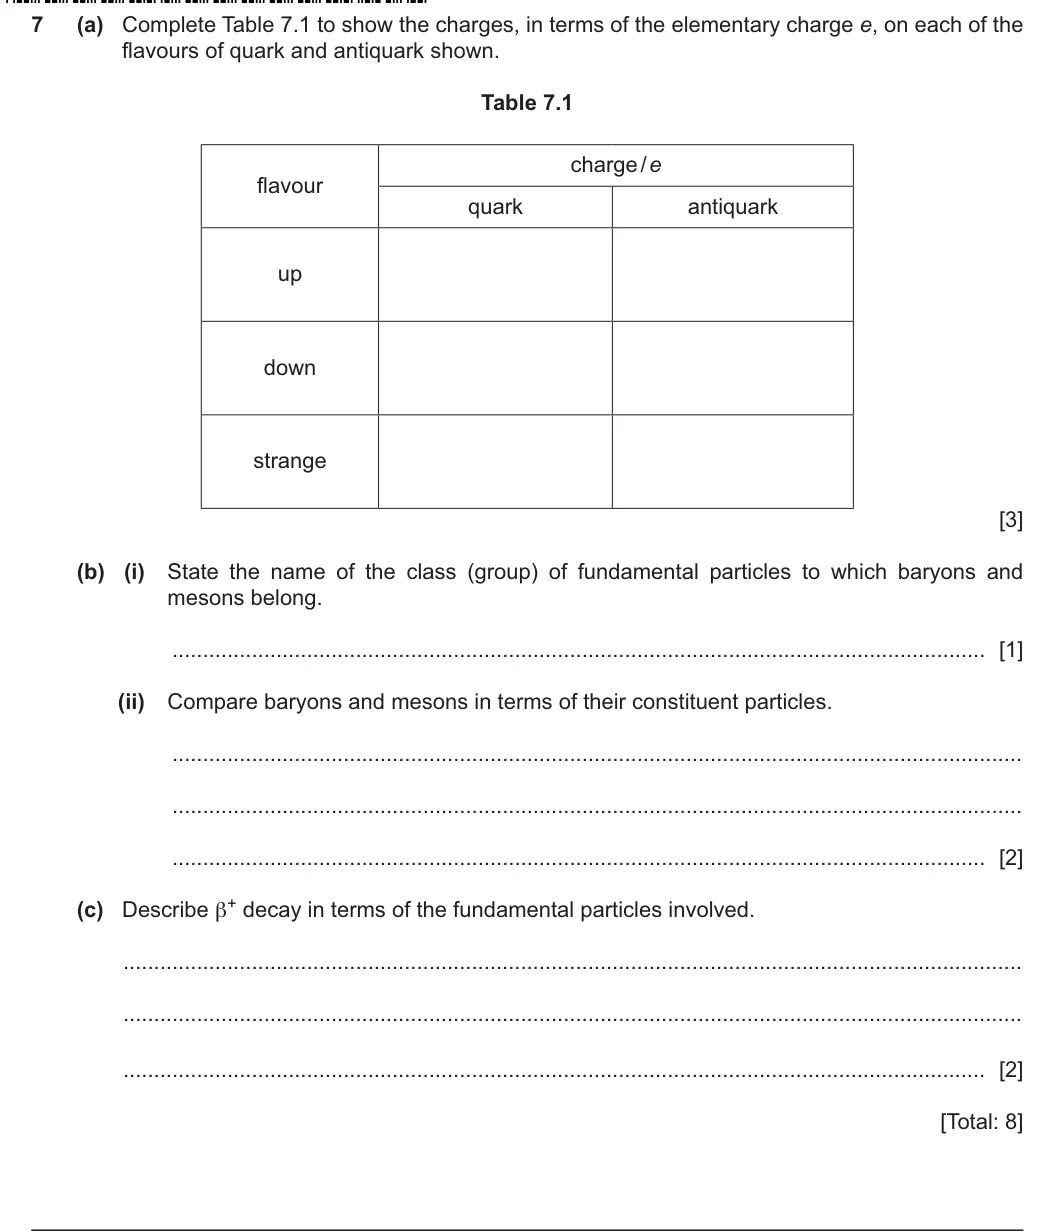 7 (a) Complete Table 7.1 to show the charges, in terms of the elementary charge e, on each of the
flavours of quark and antiquark shown.
Table 7.1
flavour
charge / e
quark antiquark
up
down
strange
[3]
(b) (i) State the name of the class (group) of fundamental particles to which baryons and
mesons belong.
.......................................................................................................................................... [1]
(ii) Compare baryons and mesons in terms of their constituent particles.
................................................................................................................................................
................................................................................................................................................
.......................................................................................................................................... [2]
(c) Describe β⁺ decay in terms of the fundamental particles involved.
........................................................................................................................................................
........................................................................................................................................................
.................................................................................................................................................. [2]
[Total: 8]